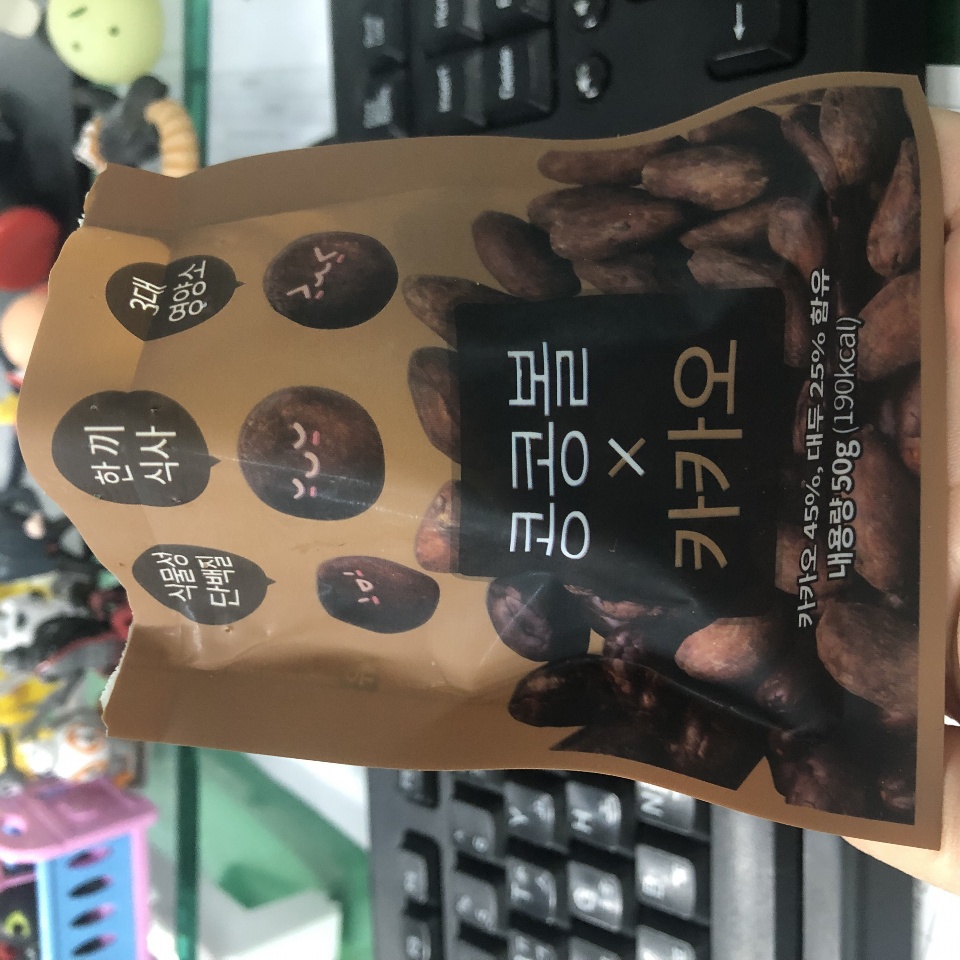 식물성
단백질
한 끼
식사
3대
영양소
콩콩볼
×
카카오
카카오 45%, 대두 25% 함유
내용량 50g (190kcal)
Y
H
N
B